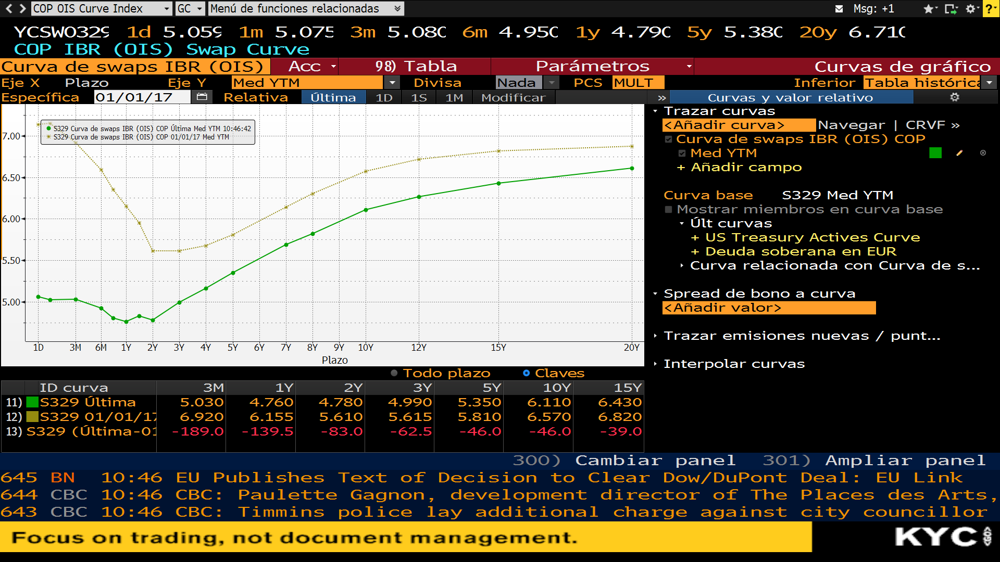 COP OIS Curve Index GC Menú de funciones relacionadas Msg: +1 ?
YCSW0329 1d 5.059 1m 5.075 3m 5.080 6m 4.950 1y 4.790 5y 5.380 20y 6.710
COP IBR (OIS) Swap Curve
Curva de swaps IBR (OIS) Acc 98) Tabla Parámetros Curvas de gráfico
Eje X Plazo Eje Y Med YTM Divisa Nada PCS MULT Inferior Tabla histórica
Específica 01/01/17 Relativa Última 1D 1S 1M Modificar » Curvas y valor relativo
S329 Curva de swaps IBR (OIS) COP Última Med YTM 10:46:42
S329 Curva de swaps IBR (OIS) COP 01/01/17 Med YTM
7.00
6.50
6.00
5.50
5.00
1D 3M 6M 1Y 2Y 3Y 4Y 5Y 6Y 7Y 8Y 9Y 10Y 12Y 15Y 20Y
Plazo
Trazar curvas
<Añadir curva> Navegar | CRVF »
Curva de swaps IBR (OIS) COP
Med YTM
+ Añadir campo
Curva base S329 Med YTM
Mostrar miembros en curva base
Últ curvas
+ US Treasury Actives Curve
+ Deuda soberana en EUR
Curva relacionada con Curva de s...
Spread de bono a curva
<Añadir valor>
Trazar emisiones nuevas / punt...
Interpolar curvas
Todo plazo Claves
ID curva 3M 1Y 2Y 3Y 5Y 10Y 15Y
11) S329 Última 5.030 4.760 4.780 4.990 5.350 6.110 6.430
12) S329 01/01/17 6.920 6.155 5.610 5.615 5.810 6.570 6.820
13) S329 (Última-01 -189.0 -139.5 -83.0 -62.5 -46.0 -46.0 -39.0
300) Cambiar panel 301) Ampliar panel
645 BN 10:46 EU Publishes Text of Decision to Clear Dow/DuPont Deal: EU Link
644 CBC 10:46 CBC: Paulette Gagnon, development director of The Places des Arts,
643 CBC 10:46 CBC: Timmins police lay additional charge against city councillor
Focus on trading, not document management. KYC <GO>